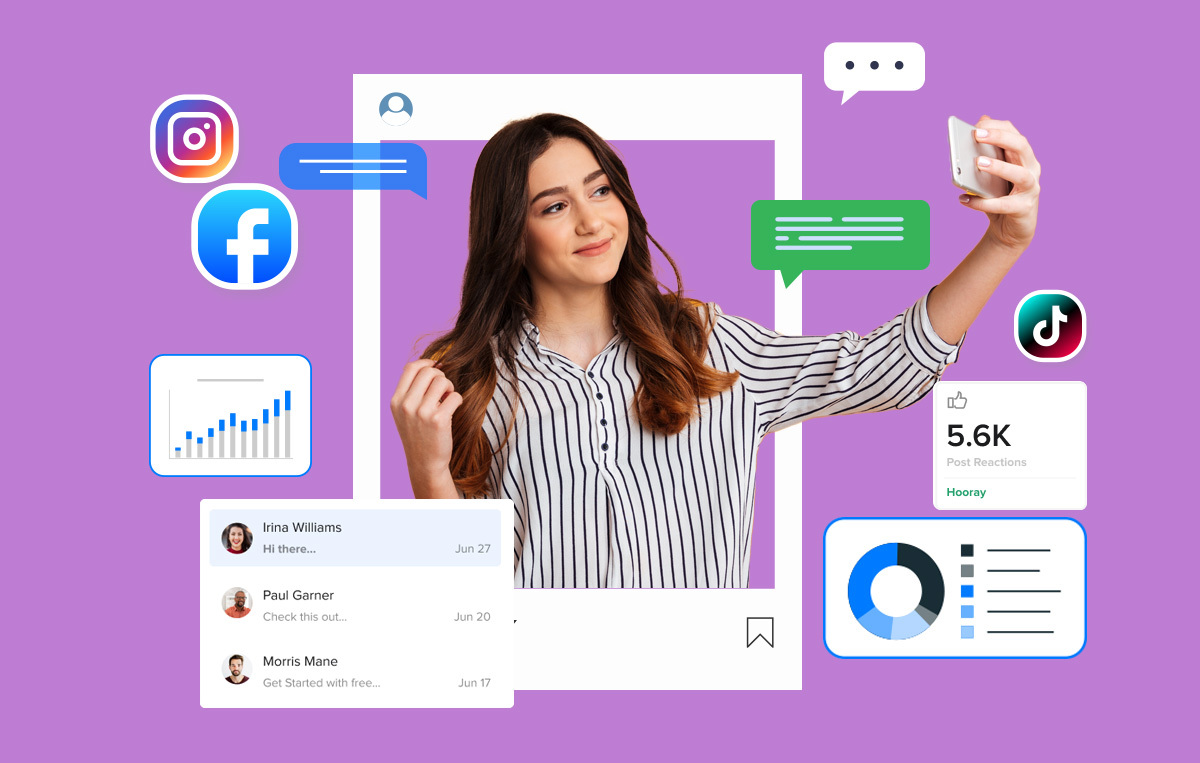 5.6K
Post Reactions
Hooray
Irina Williams
Hi there...
Jun 27
Paul Garner
Check this out...
Jun 20
Morris Mane
Get Started with free...
Jun 17